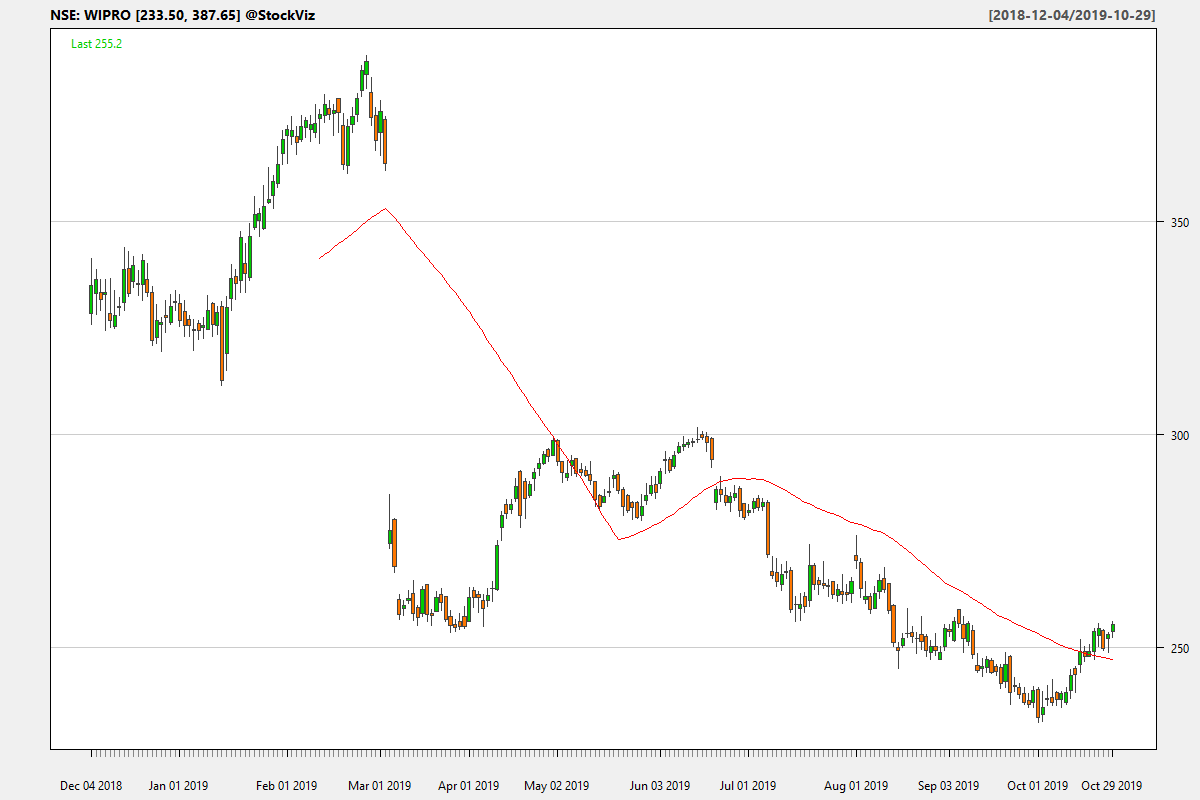 NSE: WIPRO [233.50, 387.65] @StockViz [2018-12-04/2019-10-29]
Last 255.2
350
300
250
Dec 04 2018 Jan 01 2019 Feb 01 2019 Mar 01 2019 Apr 01 2019 May 02 2019 Jun 03 2019 Jul 01 2019 Aug 01 2019 Sep 03 2019 Oct 01 2019 Oct 29 2019